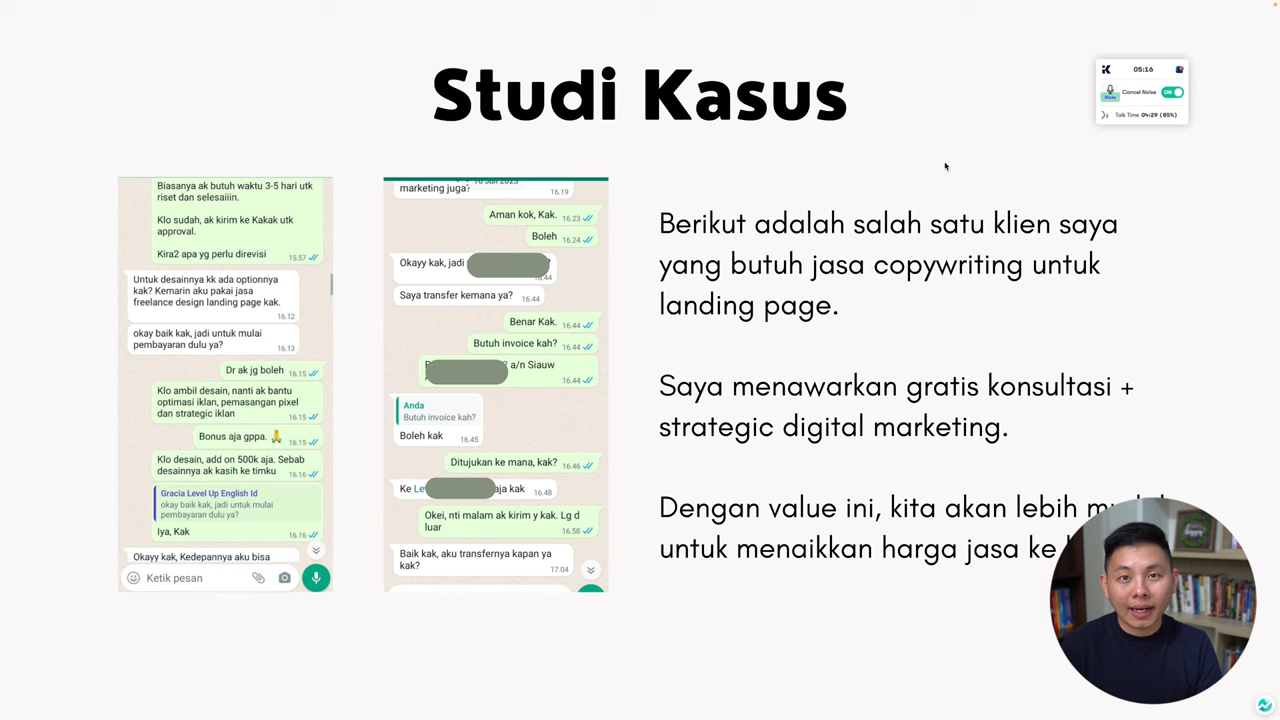 Studi Kasus
05:16
Mute
Cancel Noise
ON
Talk Time 04:29 (85%)
Biasanya ak butuh waktu 3-5 hari utk
riset dan selesaiiin.
Klo sudah, ak kirim ke Kakak utk
approval.
Kira2 apa yg perlu direvisi
15.57
Untuk desainnya kk ada optionnya
kak? Kemarin aku pakai jasa
freelance design landing page kak.
16.12
okay baik kak, jadi untuk mulai
pembayaran dulu ya?
16.13
Dr ak jg boleh 16.15
Klo ambil desain, nanti ak bantu
optimasi iklan, pemasangan pixel
dan strategic iklan
16.15
Bonus aja gppa. 🙏 16.15
Klo desain, add on 500k aja. Sebab
desainnya ak kasih ke timku
16.16
Gracia Level Up English Id
okay baik kak, jadi untuk mulai
pembayaran dulu ya?
Iya, Kak 16.16
Okayy kak, Kedepannya aku bisa
Ketik pesan
marketing juga?
16.19
Aman kok, Kak. 16.23
Boleh 16.24
Okayy kak, jadi
16.44
Saya transfer kemana ya? 16.44
Benar Kak. 16.44
Butuh invoice kah? 16.44
a/n Siauw
16.44
Anda
Butuh invoice kah?
Boleh kak 16.45
Ditujukan ke mana, kak? 16.46
Ke Le aja kak 16.48
Okei, nti malam ak kirim y kak. Lg d
luar
16.58
Baik kak, aku transfernya kapan ya
kak?
17.04
Berikut adalah salah satu klien saya
yang butuh jasa copywriting untuk
landing page.
Saya menawarkan gratis konsultasi +
strategic digital marketing.
Dengan value ini, kita akan lebih
untuk menaikkan harga jasa ke